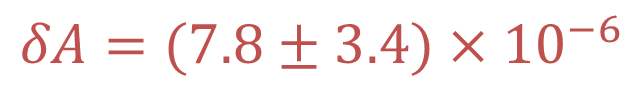 δA = (7.8 ± 3.4) × 10⁻⁶